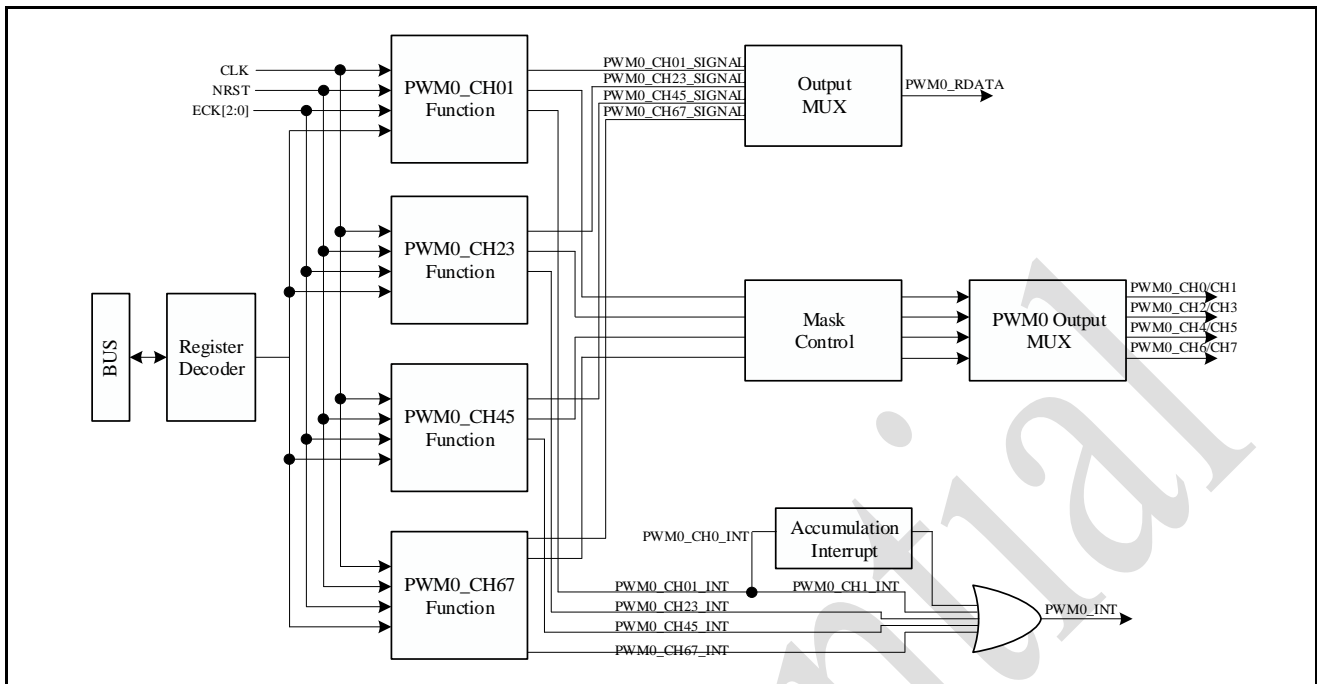 CLK
NRST
ECK[2:0]
BUS
Register
Decoder
PWM0_CH01
Function
PWM0_CH23
Function
PWM0_CH45
Function
PWM0_CH67
Function
PWM0_CH01_SIGNAL
PWM0_CH23_SIGNAL
PWM0_CH45_SIGNAL
PWM0_CH67_SIGNAL
Output
MUX
PWM0_RDATA
Mask
Control
PWM0 Output
MUX
PWM0_CH0/CH1
PWM0_CH2/CH3
PWM0_CH4/CH5
PWM0_CH6/CH7
PWM0_CH0_INT
Accumulation
Interrupt
PWM0_CH01_INT
PWM0_CH1_INT
PWM0_CH23_INT
PWM0_CH45_INT
PWM0_CH67_INT
PWM0_INT
ntial